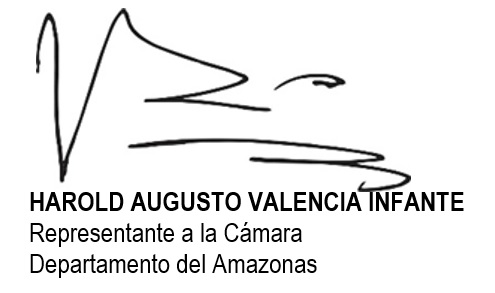 HAROLD AUGUSTO VALENCIA INFANTE
Representante a la Cámara
Departamento del Amazonas